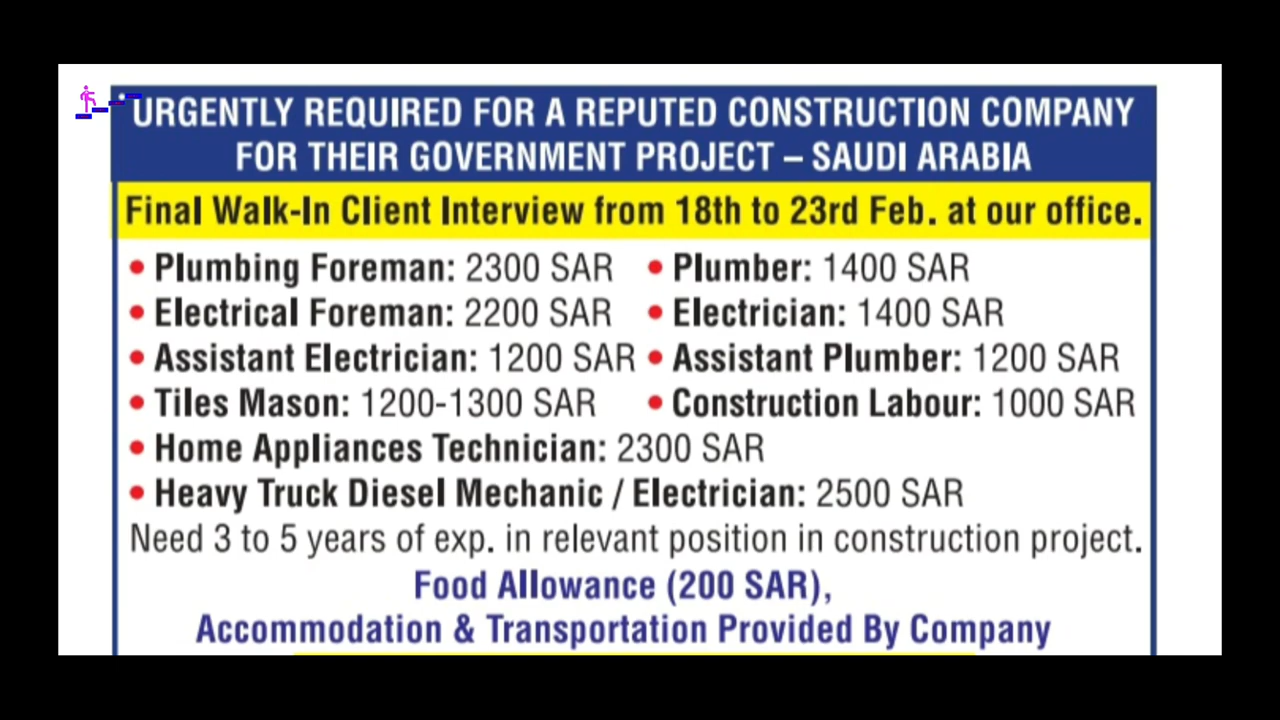 URGENTLY REQUIRED FOR A REPUTED CONSTRUCTION COMPANY
FOR THEIR GOVERNMENT PROJECT – SAUDI ARABIA
Final Walk-In Client Interview from 18th to 23rd Feb. at our office.
• Plumbing Foreman: 2300 SAR • Plumber: 1400 SAR
• Electrical Foreman: 2200 SAR • Electrician: 1400 SAR
• Assistant Electrician: 1200 SAR • Assistant Plumber: 1200 SAR
• Tiles Mason: 1200-1300 SAR • Construction Labour: 1000 SAR
• Home Appliances Technician: 2300 SAR
• Heavy Truck Diesel Mechanic / Electrician: 2500 SAR
Need 3 to 5 years of exp. in relevant position in construction project.
Food Allowance (200 SAR),
Accommodation & Transportation Provided By Company